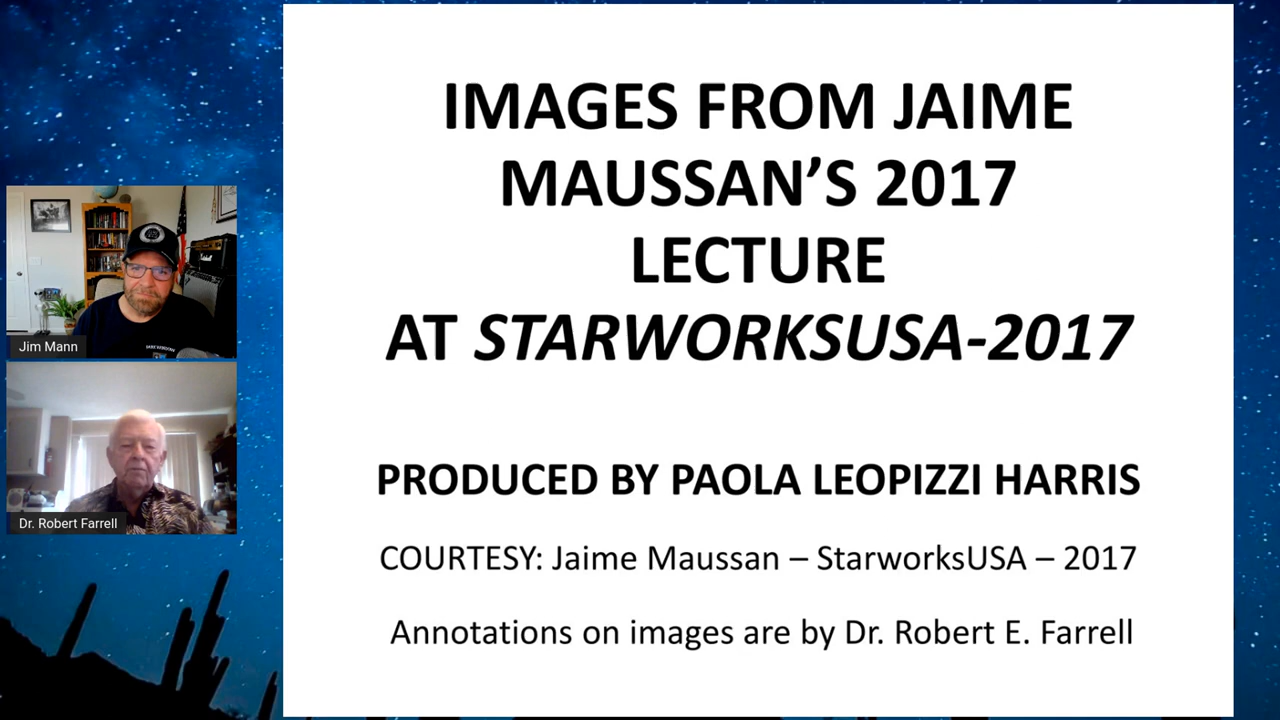 IMAGES FROM JAIME
MAUSSAN’S 2017
LECTURE
AT STARWORKSUSA-2017
PRODUCED BY PAOLA LEOPIZZI HARRIS
COURTESY: Jaime Maussan – StarworksUSA – 2017
Annotations on images are by Dr. Robert E. Farrell
Jim Mann
Dr. Robert Farrell